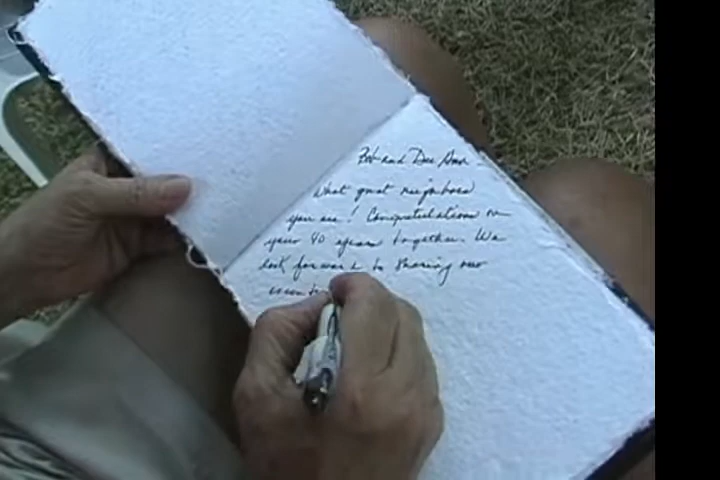 and Dee Ann
What great neighbors
you are! Congratulations on
your 40 years together. We
look forward to sharing our